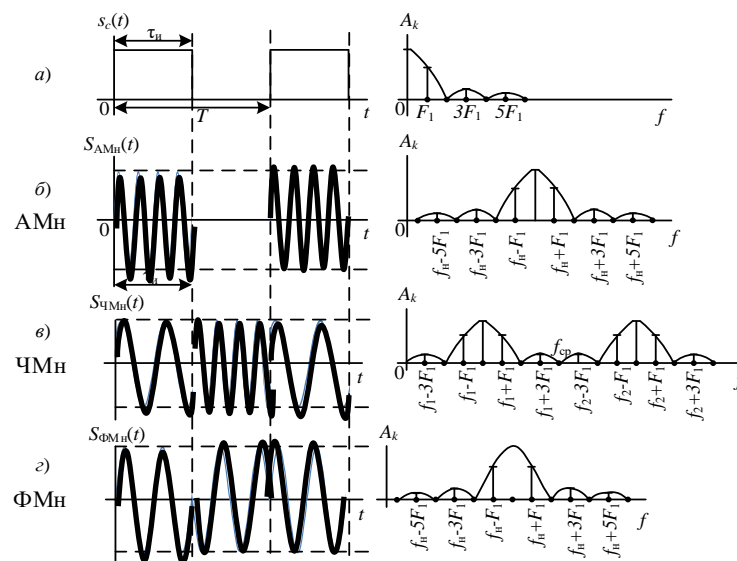 s_c(t) A_k
τ_и
а)
0 T t 0 F_1 3F_1 5F_1 f
S_АМн(t) A_k
б)
АМн
0 t 0 f
f_н-5F_1 f_н-3F_1 f_н-F_1 f_н+F_1 f_н+3F_1 f_н+5F_1
S_ЧМн(t) A_k
в)
ЧМн
f_ср
0 t 0
f_1-3F_1 f_1-F_1 f_1+F_1 f_1+3F_1 f_2-3F_1 f_2-F_1 f_2+F_1 f_2+3F_1
S_ФМн(t) A_k
г)
ФМн
0 t f
f_н-5F_1 f_н-3F_1 f_н-F_1 f_н+F_1 f_н+3F_1 f_н+5F_1